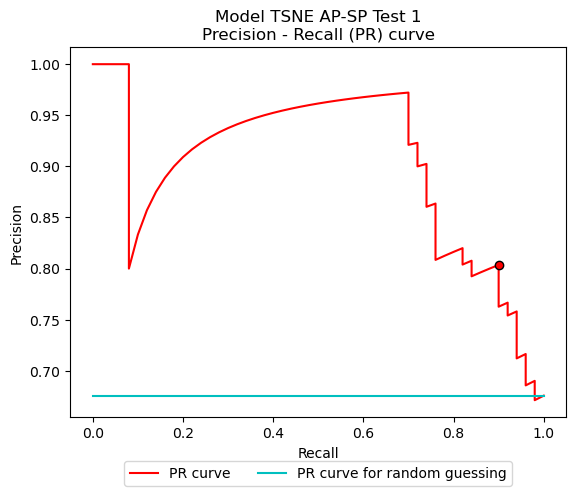 Model TSNE AP-SP Test 1
Precision - Recall (PR) curve
1.00
0.95
0.90
0.85
0.80
0.75
0.70
Precision
0.0 0.2 0.4 0.6 0.8 1.0
Recall
PR curve PR curve for random guessing